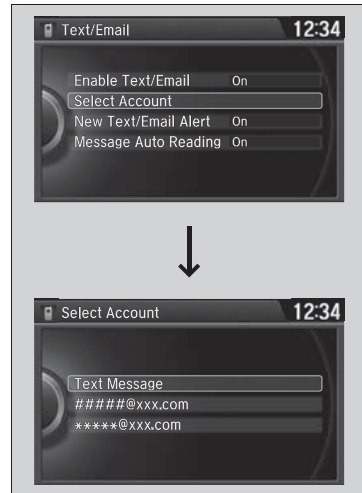 Text/Email 12:34
Enable Text/Email On
Select Account
New Text/Email Alert On
Message Auto Reading On
Select Account 12:34
Text Message
#####@xxx.com
*****@xxx.com